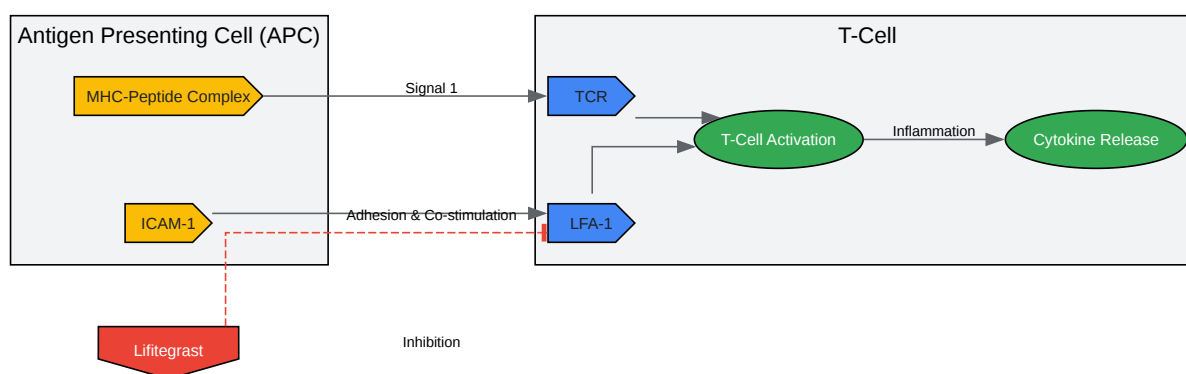 Antigen Presenting Cell (APC)
T-Cell
MHC-Peptide Complex
Signal 1
TCR
T-Cell Activation
Inflammation
Cytokine Release
ICAM-1
Adhesion & Co-stimulation
LFA-1
Inhibition
Lifitegrast